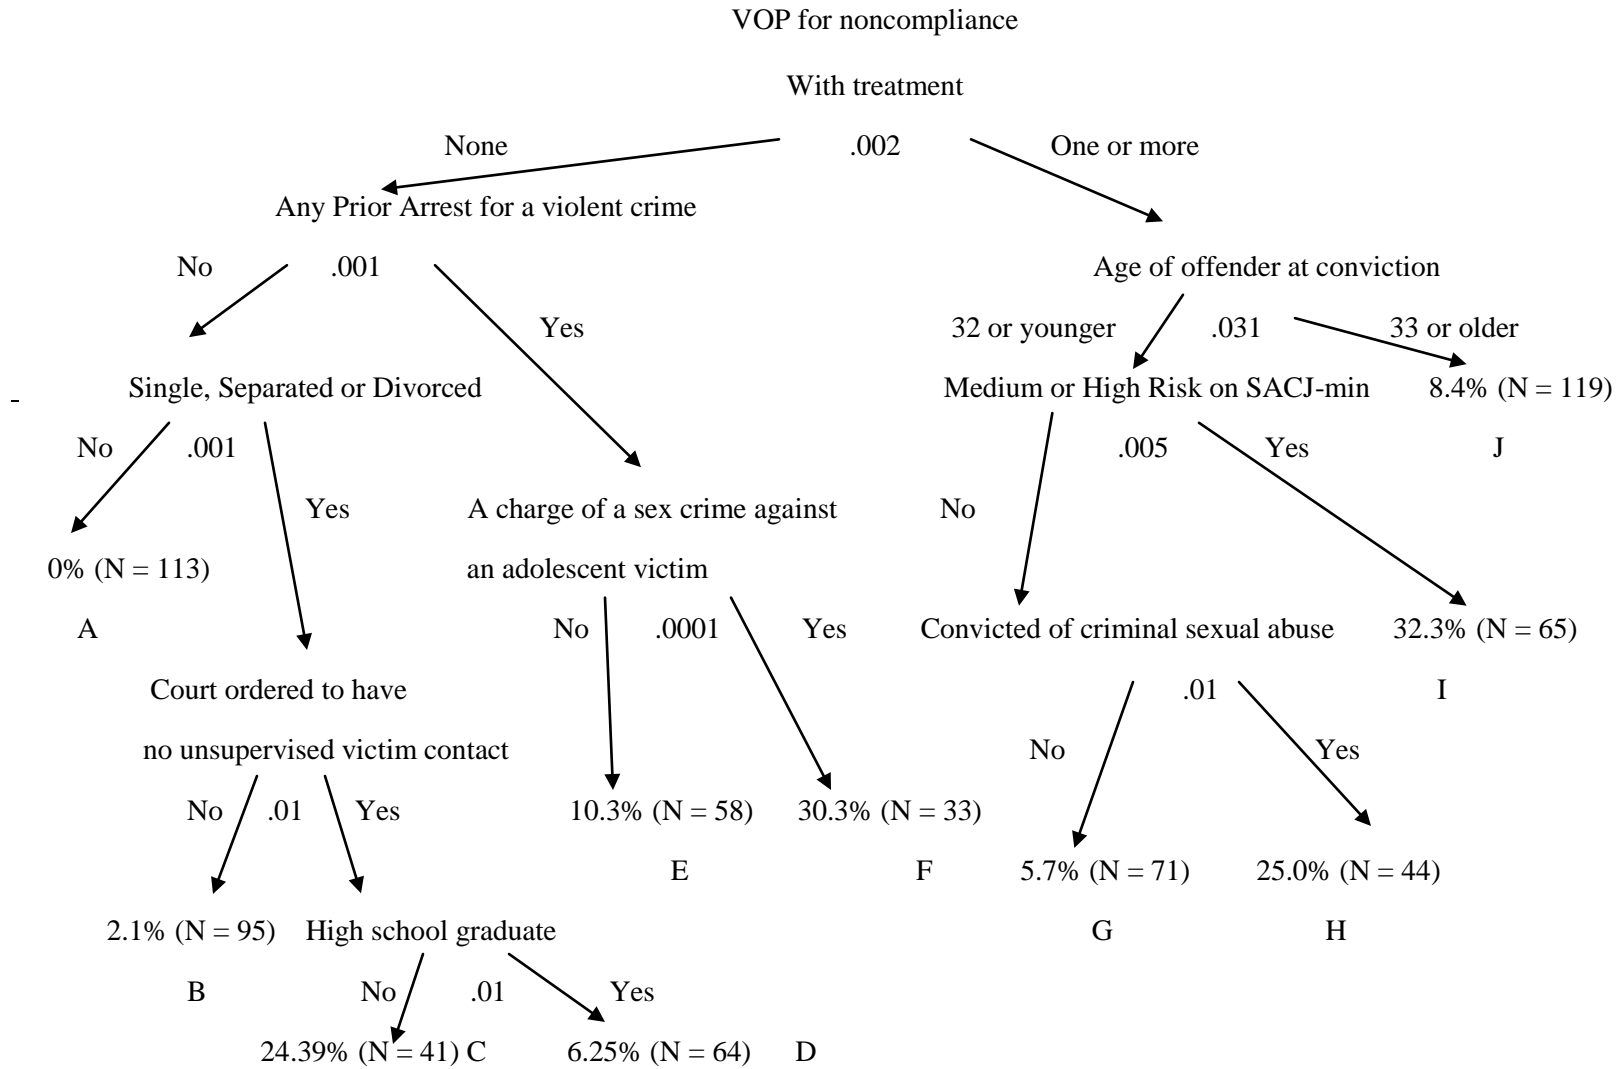 VOP for noncompliance
With treatment
None .002 One or more
Any Prior Arrest for a violent crime
No .001 Age of offender at conviction
Yes 32 or younger .031 33 or older
Single, Separated or Divorced Medium or High Risk on SACJ-min 8.4% (N = 119)
No .001 .005 Yes J
Yes A charge of a sex crime against No
0% (N = 113) an adolescent victim
A No .0001 Yes Convicted of criminal sexual abuse 32.3% (N = 65)
Court ordered to have .01 I
no unsupervised victim contact No Yes
No .01 Yes 10.3% (N = 58) 30.3% (N = 33)
E F 5.7% (N = 71) 25.0% (N = 44)
2.1% (N = 95) High school graduate G H
B No .01 Yes
24.39% (N = 41) C 6.25% (N = 64) D